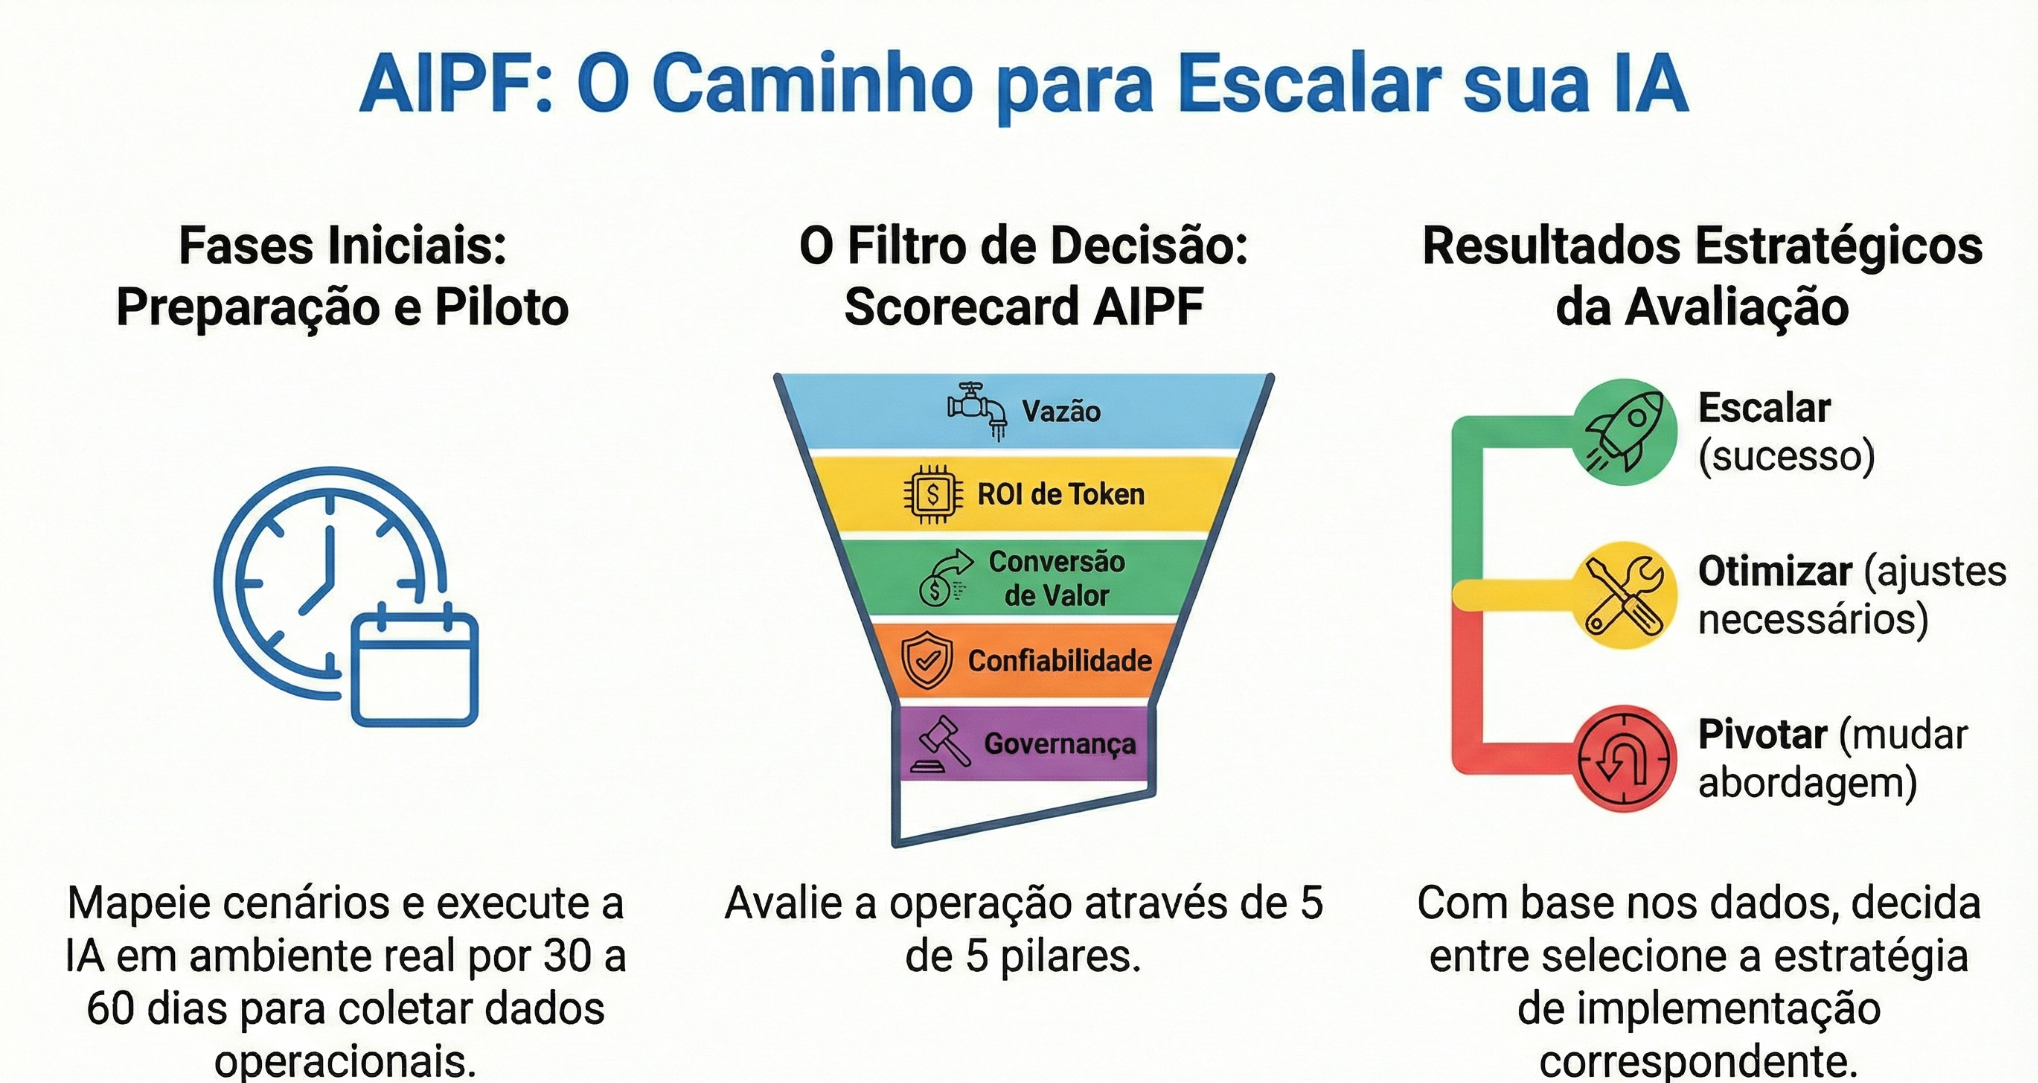 AIPF: O Caminho para Escalar sua IA
Fases Iniciais:
Preparação e Piloto
Mapeie cenários e execute a
IA em ambiente real por 30 a
60 dias para coletar dados
operacionais.
O Filtro de Decisão:
Scorecard AIPF
Vazão
$
ROI de Token
$
Conversão
de Valor
Confiabilidade
Governança
Avalie a operação através de 5
de 5 pilares.
Resultados Estratégicos
da Avaliação
Escalar
(sucesso)
Otimizar (ajustes
necessários)
Pivotar (mudar
abordagem)
Com base nos dados, decida
entre selecione a estratégia
de implementação
correspondente.